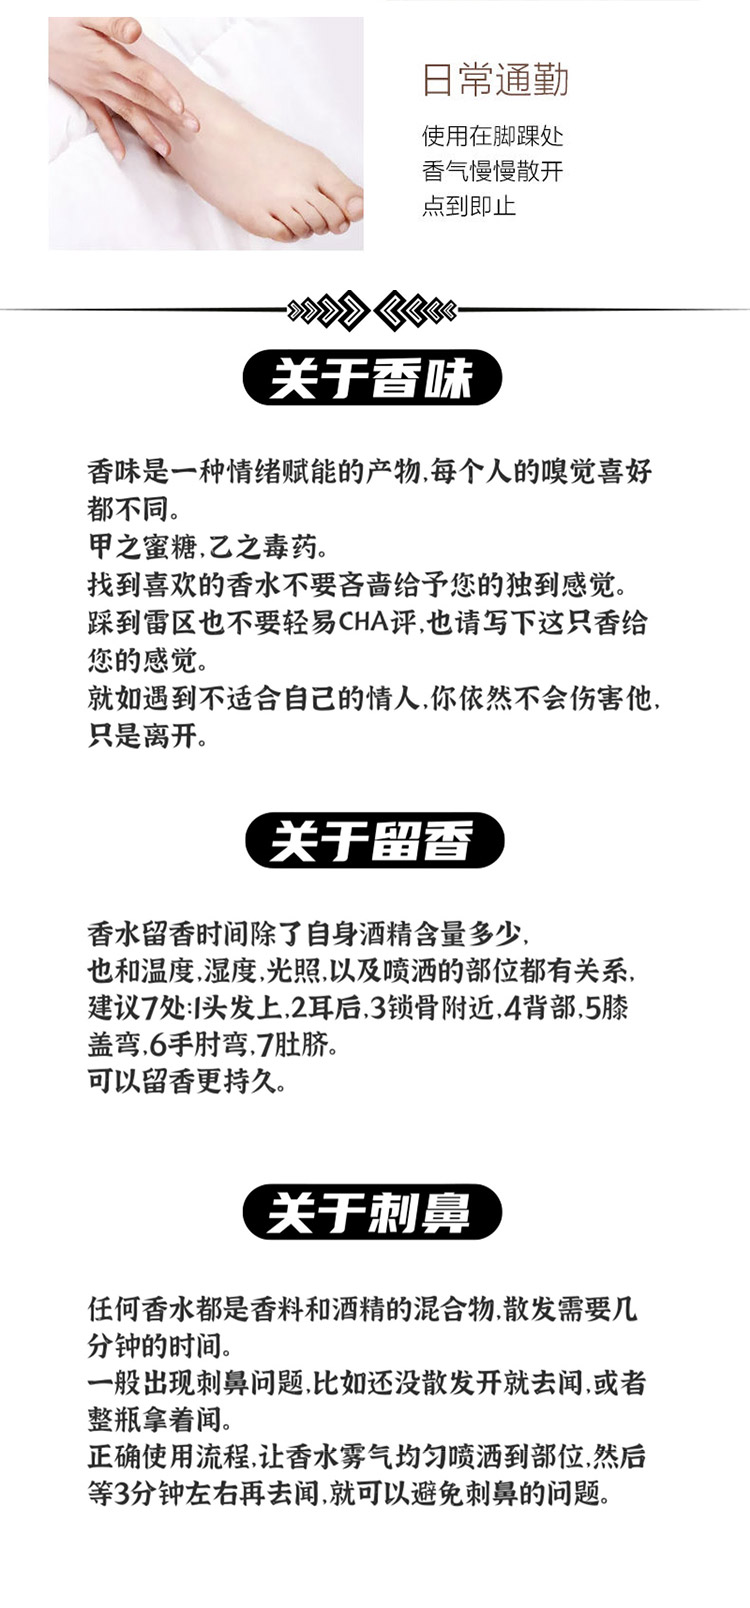 日常通勤
使用在脚踝处
香气慢慢散开
点到即止
关于香味
香味是一种情绪赋能的产物,每个人的嗅觉喜好
都不同。
甲之蜜糖,乙之毒药。
找到喜欢的香水不要吝啬给予您的独到感觉。
踩到雷区也不要轻易CHA评,也请写下这只香给
您的感觉。
就如遇到不适合自己的情人,你依然不会伤害他,
只是离开。
关于留香
香水留香时间除了自身酒精含量多少,
也和温度,湿度,光照,以及喷洒的部位都有关系,
建议7处:1头发上,2耳后,3锁骨附近,4背部,5膝
盖弯,6手肘弯,7肚脐。
可以留香更持久。
关于刺鼻
任何香水都是香料和酒精的混合物,散发需要几
分钟的时间。
一般出现刺鼻问题,比如还没散发开就去闻,或者
整瓶拿着闻。
正确使用流程,让香水雾气均匀喷洒到部位,然后
等3分钟左右再去闻,就可以避免刺鼻的问题。